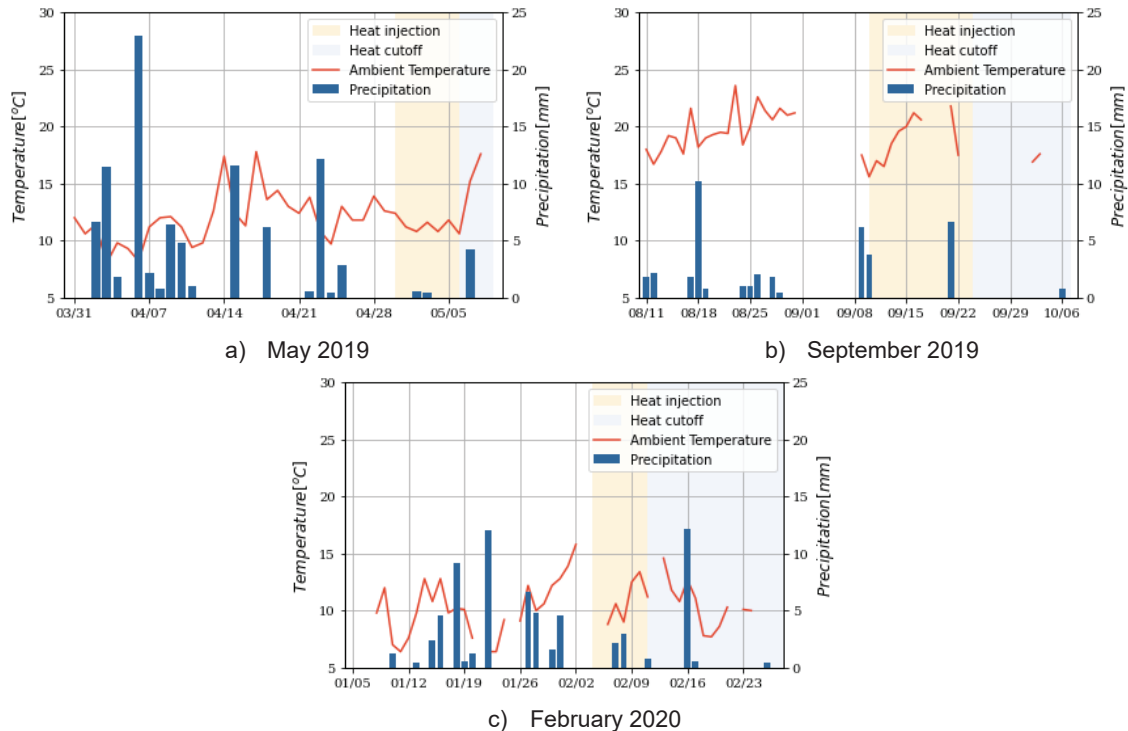 30
25
20
15
10
5
Temperature[°C]
25
20
15
10
5
0
Precipitation[mm]
Heat injection
Heat cutoff
Ambient Temperature
Precipitation
03/31
04/07
04/14
04/21
04/28
05/05
a) May 2019
30
25
20
15
10
5
Temperature[°C]
25
20
15
10
5
0
Precipitation[mm]
Heat injection
Heat cutoff
Ambient Temperature
Precipitation
08/11
08/18
08/25
09/01
09/08
09/15
09/22
09/29
10/06
b) September 2019
30
25
20
15
10
5
Temperature[°C]
25
20
15
10
5
0
Precipitation[mm]
Heat injection
Heat cutoff
Ambient Temperature
Precipitation
01/05
01/12
01/19
01/26
02/02
02/09
02/16
02/23
c) February 2020